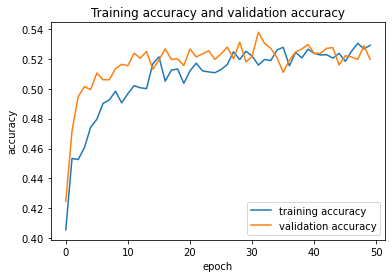 Training accuracy and validation accuracy
accuracy
0.54
0.52
0.50
0.48
0.46
0.44
0.42
0.40
0 10 20 30 40 50
epoch
training accuracy
validation accuracy